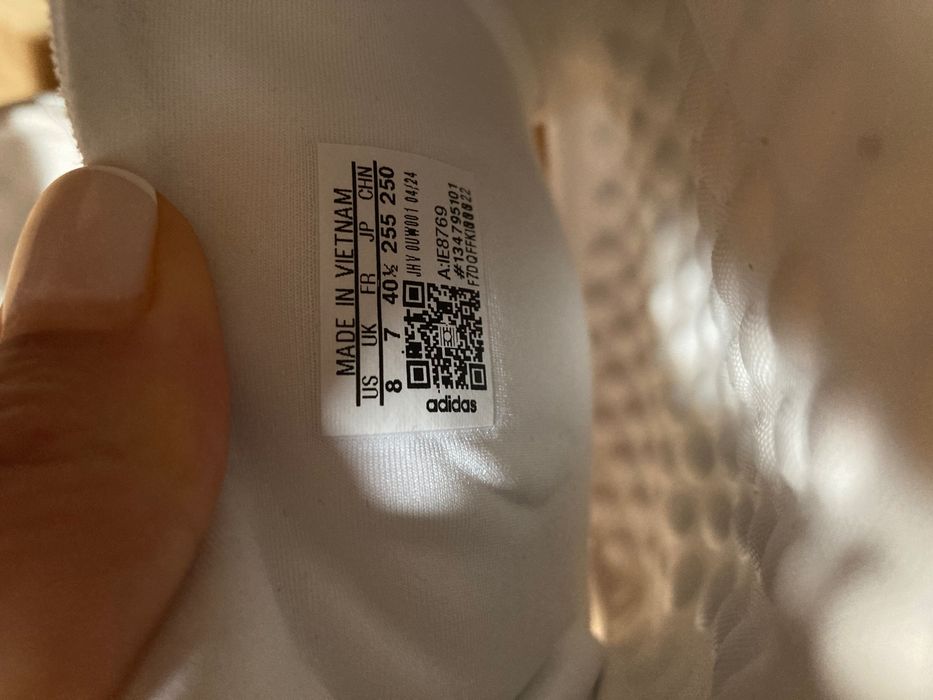 MADE IN VIETNAM
US UK FR JP CHN
8 7 40½ 255 250
JHV 0UW001 04/24
A:IE8769
#134795101
adidas